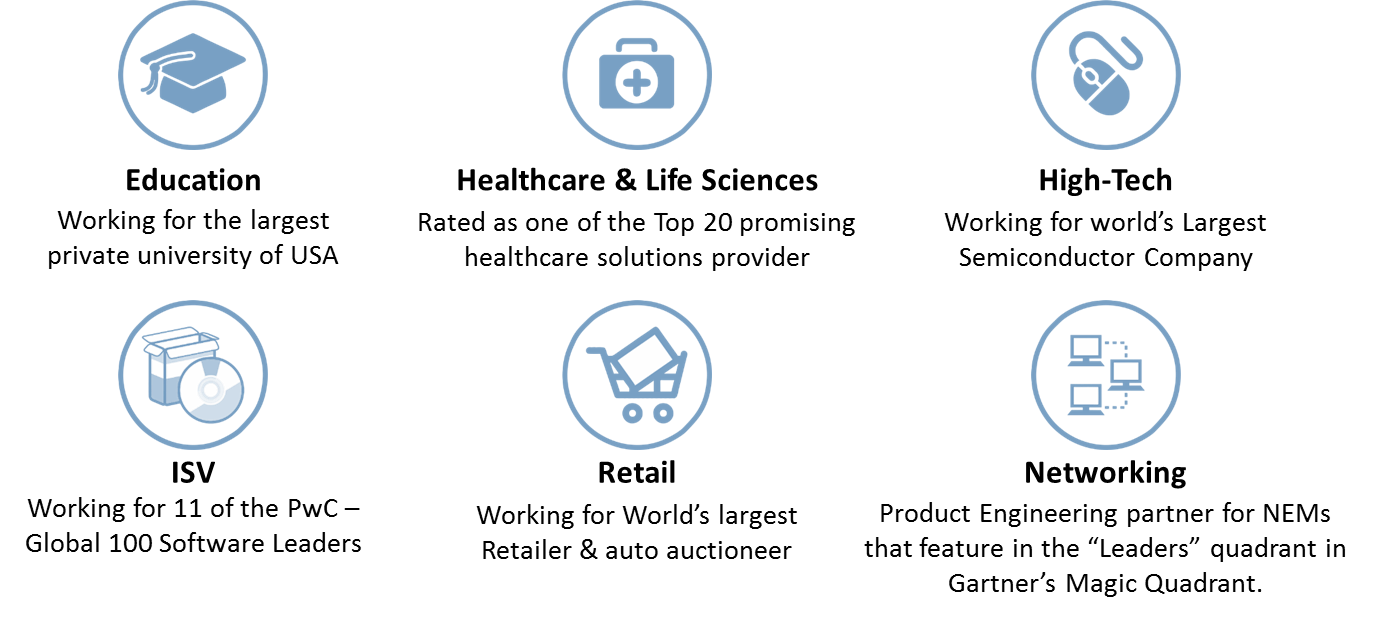 Education
Working for the largest
private university of USA
Healthcare & Life Sciences
Rated as one of the Top 20 promising
healthcare solutions provider
High-Tech
Working for world’s Largest
Semiconductor Company
ISV
Working for 11 of the PwC –
Global 100 Software Leaders
Retail
Working for World’s largest
Retailer & auto auctioneer
Networking
Product Engineering partner for NEMs
that feature in the “Leaders” quadrant in
Gartner’s Magic Quadrant.